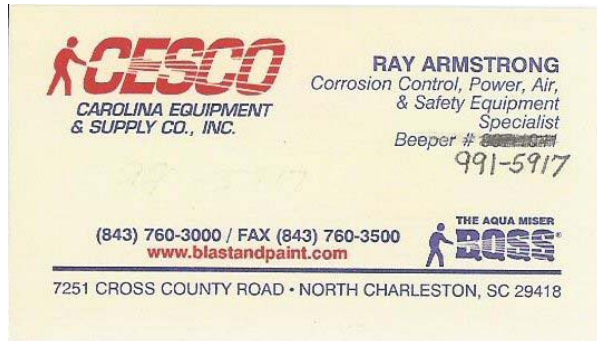 CESCO
CAROLINA EQUIPMENT
& SUPPLY CO., INC.
RAY ARMSTRONG
Corrosion Control, Power, Air,
& Safety Equipment
Specialist
Beeper #
991-5917
(843) 760-3000 / FAX (843) 760-3500
www.blastandpaint.com
THE AQUA MISER
BOSS®
7251 CROSS COUNTY ROAD • NORTH CHARLESTON, SC 29418